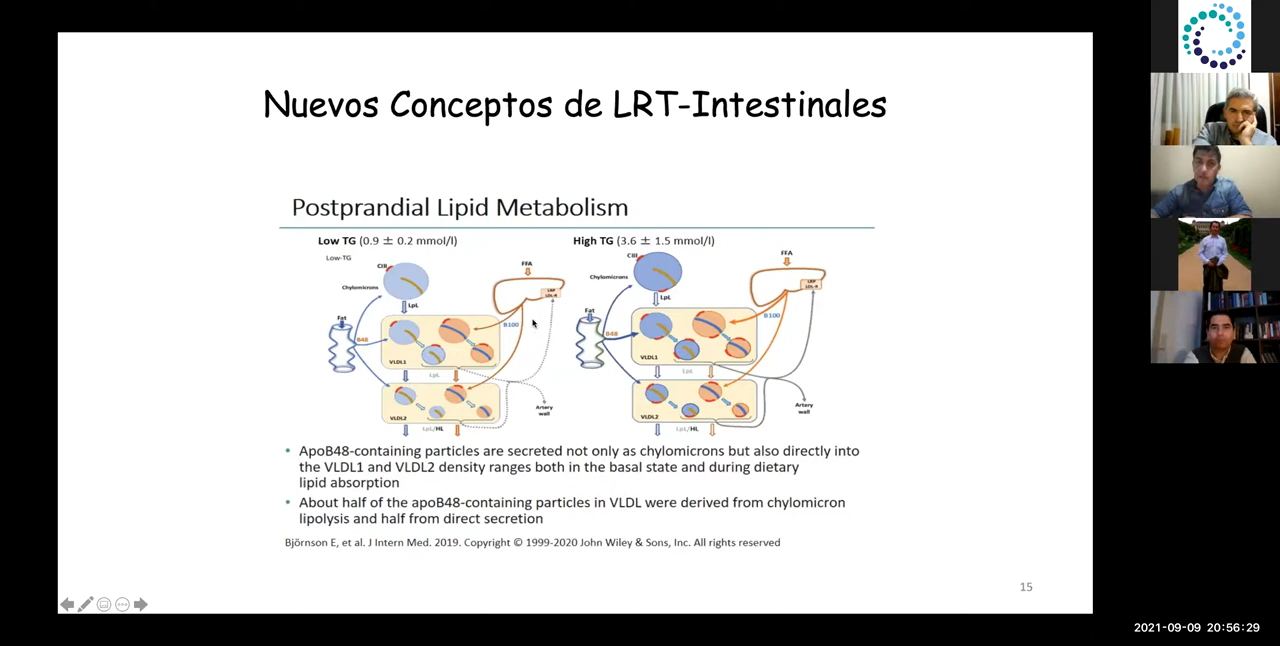 Nuevos Conceptos de LRT-Intestinales
Postprandial Lipid Metabolism
Low TG (0.9 ± 0.2 mmol/l)
Low-TG
CIII
Chylomicrons
LpL
FFA
LRP
LDL-R
Fat
B48
B100
VLDL1
LpL
VLDL2
LpL/HL
Artery
wall
High TG (3.6 ± 1.5 mmol/l)
CIII
Chylomicrons
LpL
FFA
LRP
LDL-R
Fat
B48
B100
VLDL1
LpL
VLDL2
LpL/HL
Artery
wall
• ApoB48-containing particles are secreted not only as chylomicrons but also directly into
the VLDL1 and VLDL2 density ranges both in the basal state and during dietary
lipid absorption
• About half of the apoB48-containing particles in VLDL were derived from chylomicron
lipolysis and half from direct secretion
Björnson E, et al. J Intern Med. 2019. Copyright © 1999-2020 John Wiley & Sons, Inc. All rights reserved
15
2021-09-09 20:56:29